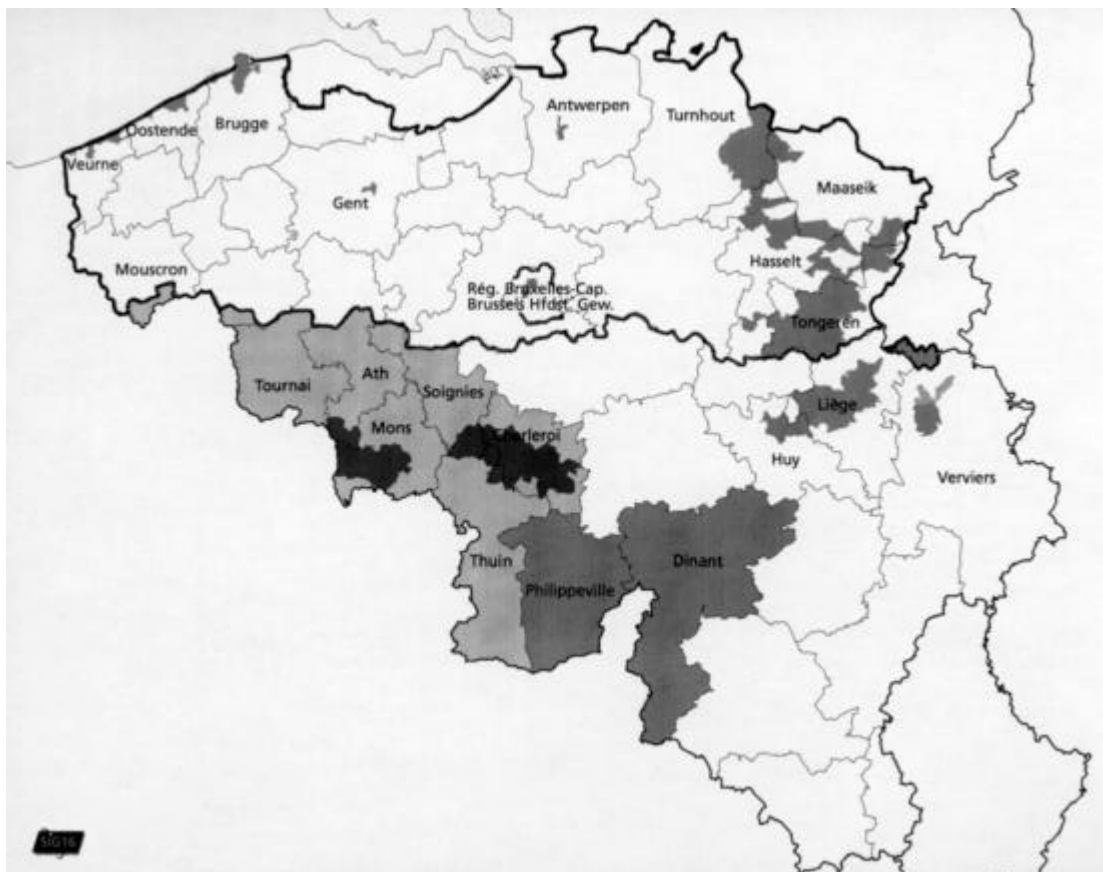 Antwerpen
Turnhout
Oostende
Brugge
Veurne
Maaseik
Gent
Hasselt
Mouscron
Rég. Bruxelles-Cap.
Brussels Hfdst. Gew.
Tongeren
Tournai
Ath
Soignies
Liège
Mons
Huy
Verviers
Thuin
Philippeville
Dinant
SIG16